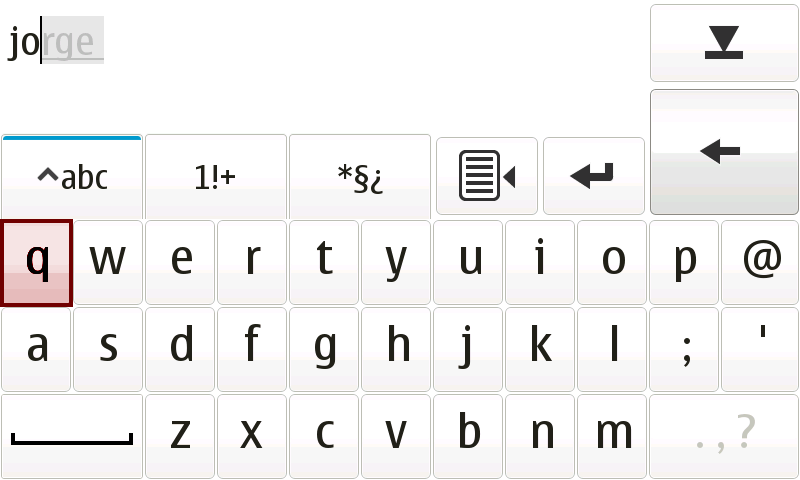 jorge
^abc 1!+ *§¿
q w e r t y u i o p @
a s d f g h j k l ; '
z x c v b n m . , ?